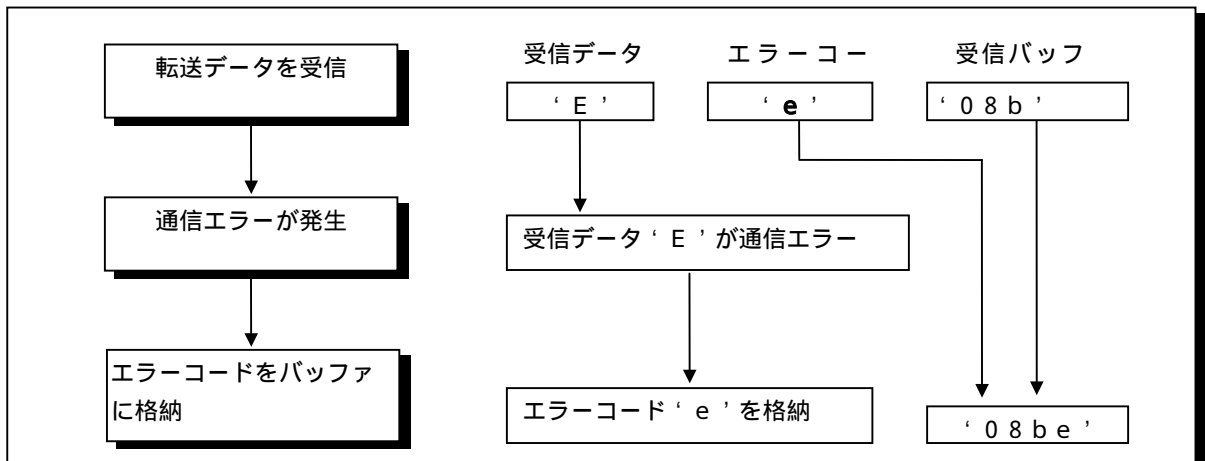 転送データを受信
受信データ
エラーコー
受信バッフ
‘E’
‘e’
‘08b’
通信エラーが発生
受信データ‘E’が通信エラー
エラーコードをバッファ
に格納
エラーコード‘e’を格納
‘08be’